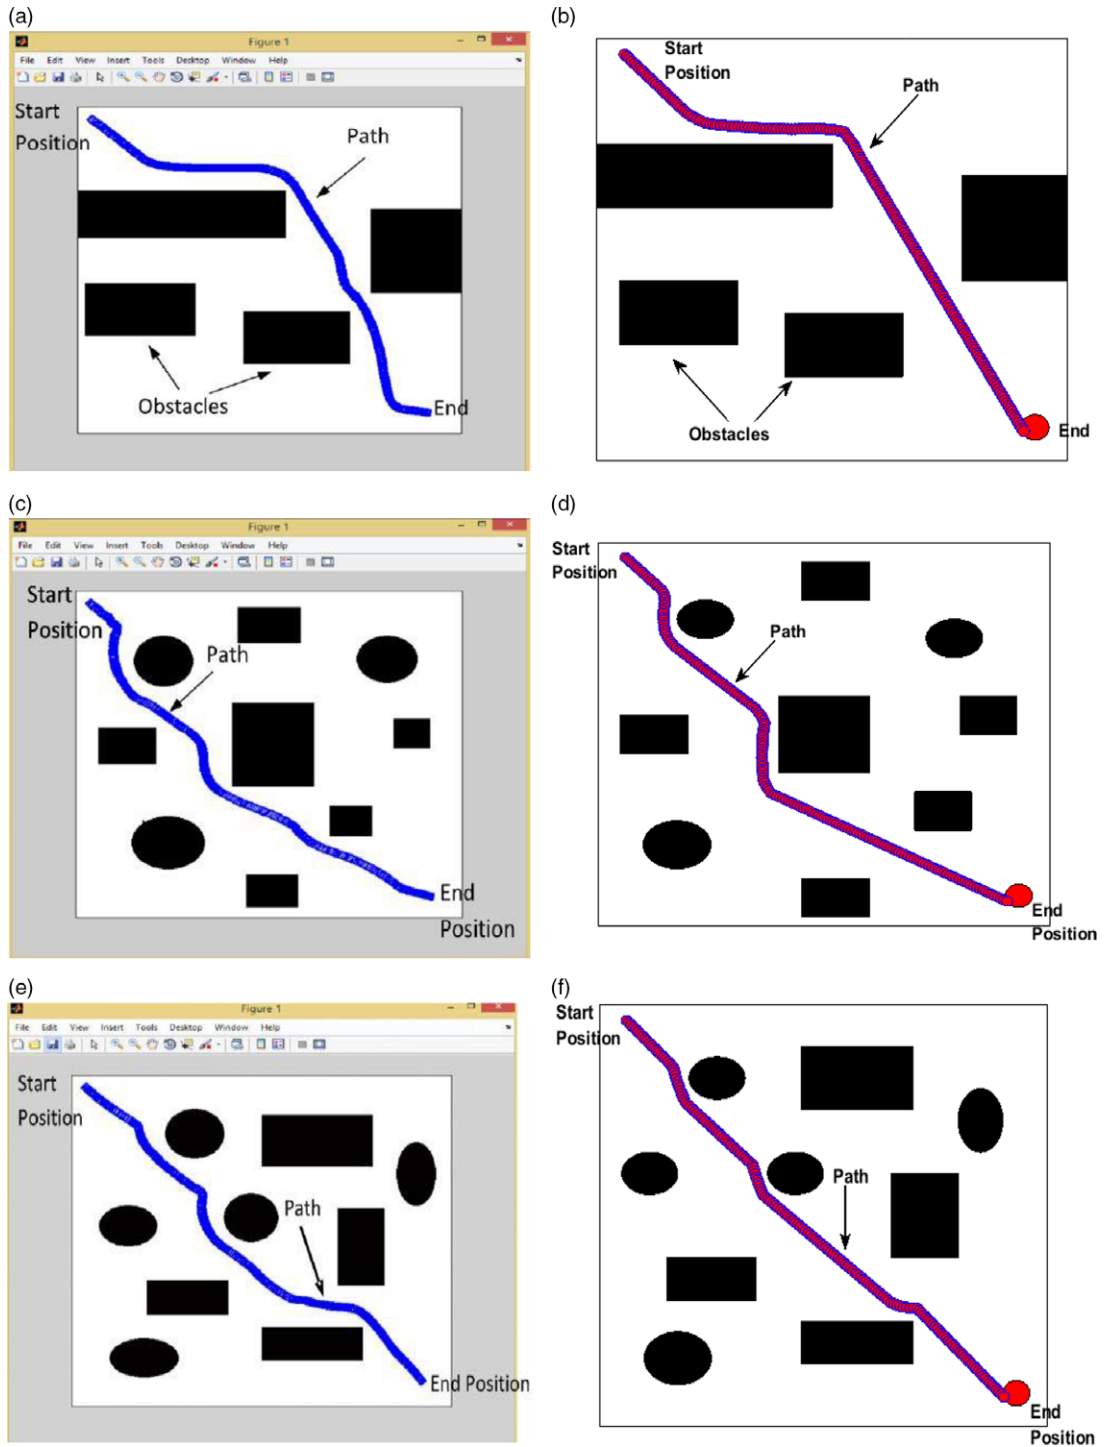 (a)
Figure 1
File Edit View Insert Tools Desktop Window Help
Start
Position
Path
Obstacles
End
(b)
Start
Position
Path
Obstacles
End
(c)
Figure 1
File Edit View Insert Tools Desktop Window Help
Start
Position
Path
End
Position
(d)
Start
Position
Path
End
Position
(e)
Figure 1
File Edit View Insert Tools Desktop Window Help
Start
Position
Path
End Position
(f)
Start
Position
Path
End
Position